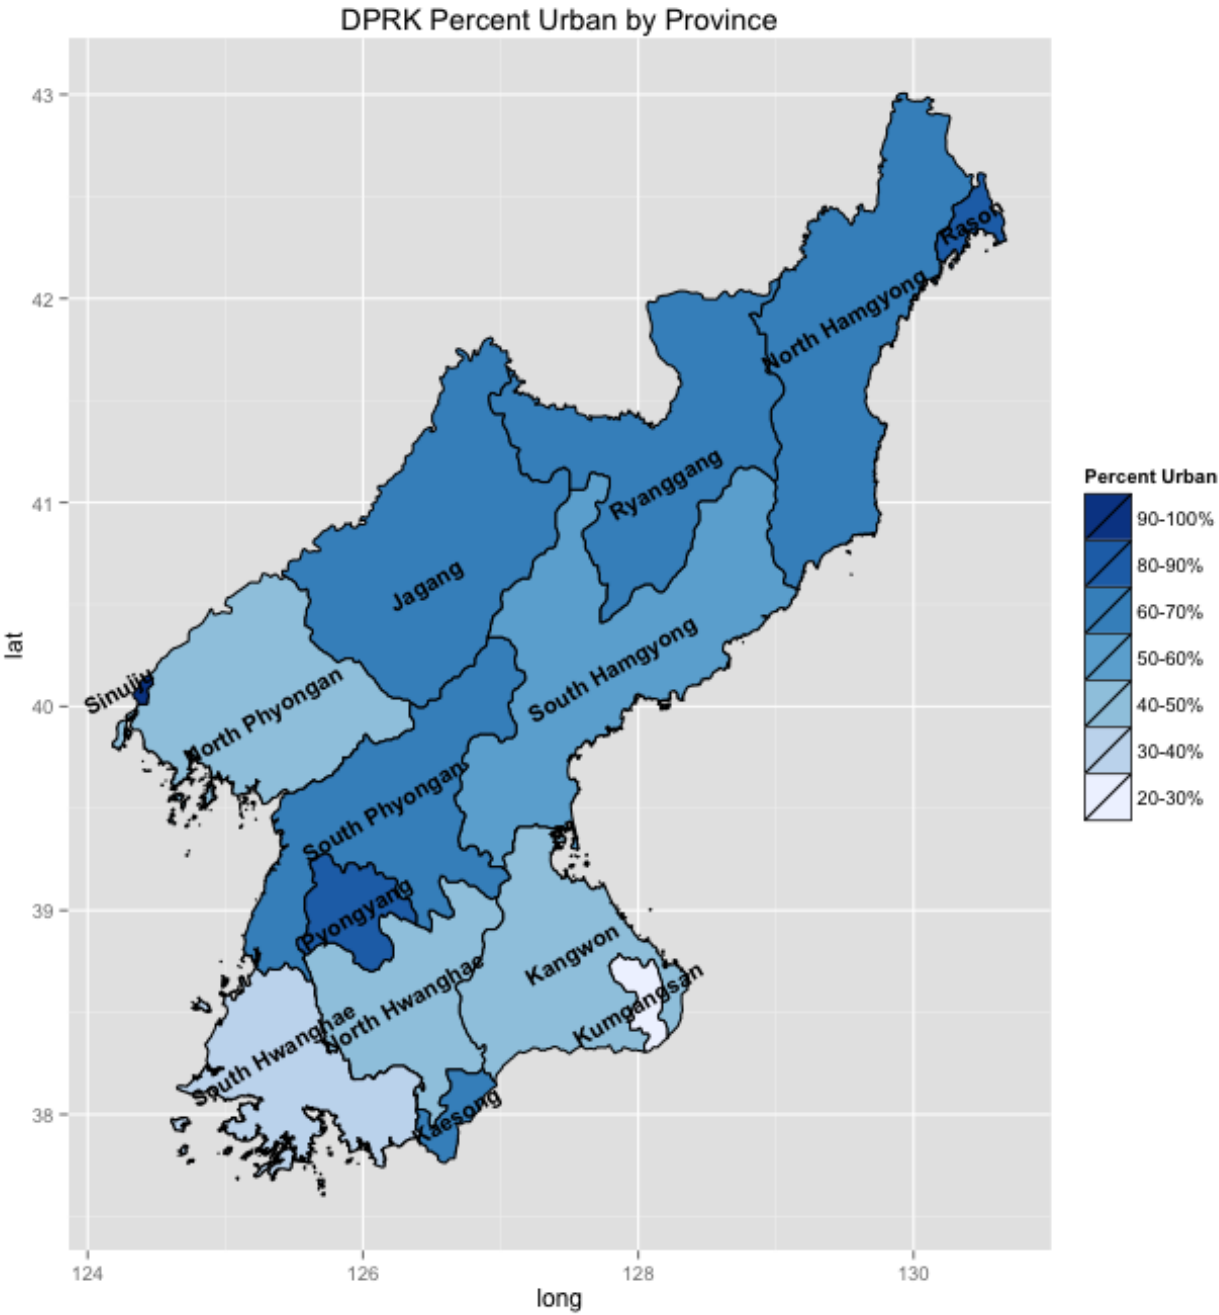 DPRK Percent Urban by Province
43
42
41
40
39
38
lat
Rason
North Hamgyong
Ryanggang
Jagang
South Hamgyong
Sinuiju
North Phyongan
South Phyongan
Pyongyang
Kangwon
North Hwanghae
Kumgangsan
South Hwanghae
Kaesong
Percent Urban
90-100%
80-90%
60-70%
50-60%
40-50%
30-40%
20-30%
124
126
128
130
long